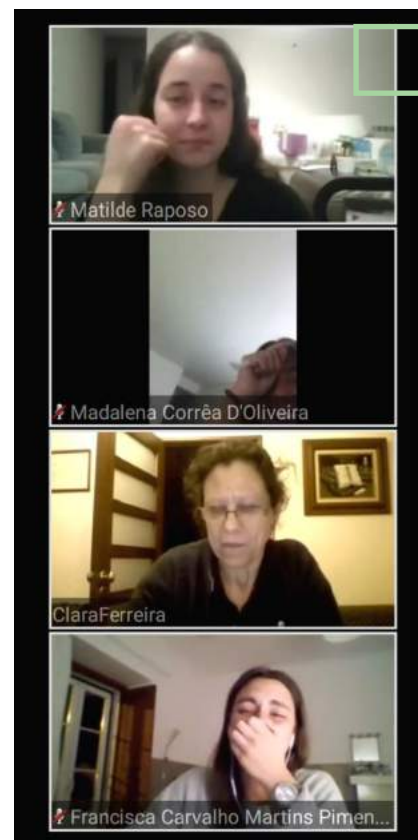 Matilde Raposo
Madalena Corrêa D'Oliveira
ClaraFerreira
Francisca Carvalho Martins Pimen...